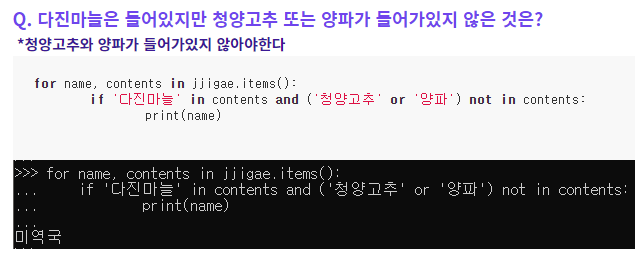 Q. 다진마늘은 들어있지만 청양고추 또는 양파가 들어가있지 않은 것은?
*청양고추와 양파가 들어가있지 않아야한다
for name, contents in jjigae.items():
if '다진마늘' in contents and ('청양고추' or '양파') not in contents:
print(name)
>>> for name, contents in jjigae.items():
... if '다진마늘' in contents and ('청양고추' or '양파') not in contents:
... print(name)
...
미역국